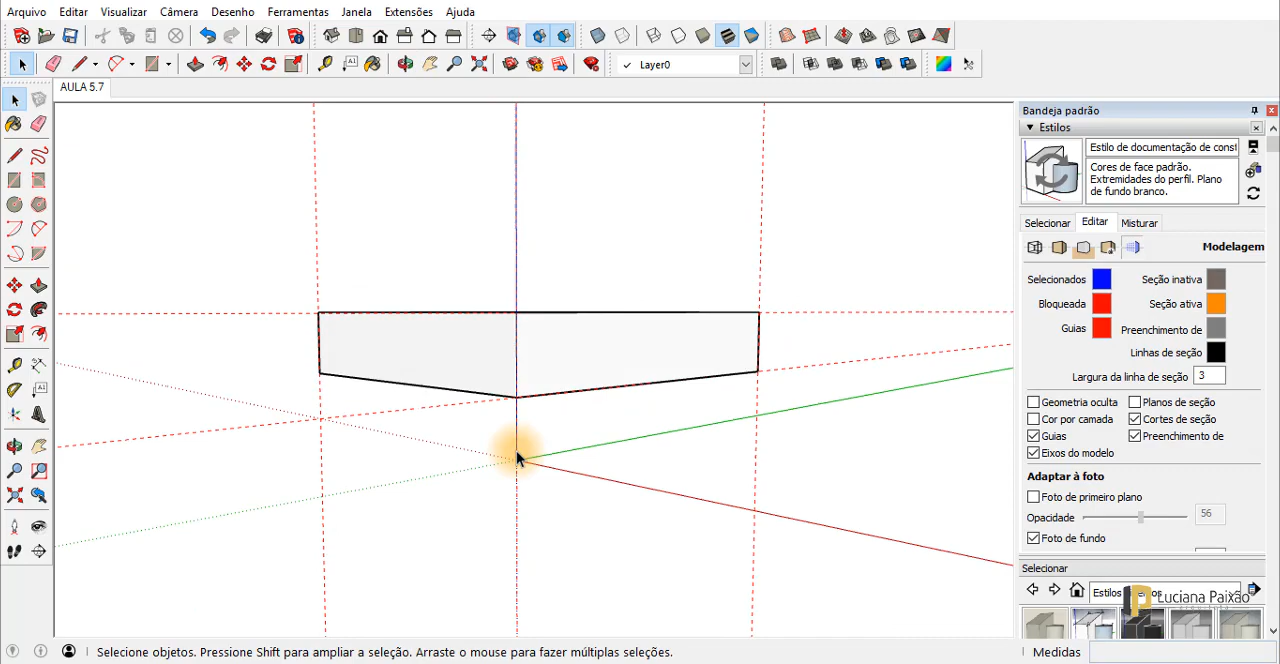 Arquivo Editar Visualizar Câmera Desenho Ferramentas Janela Extensões Ajuda
Layer0
AULA 5.7
Bandeja padrão
Estilos
Estilo de documentação de const
Cores de face padrão.
Extremidades do perfil. Plano
de fundo branco.
Selecionar Editar Misturar
Modelagem
Selecionados Seção inativa
Bloqueada Seção ativa
Guias Preenchimento de
Linhas de seção
Largura da linha de seção 3
Geometria oculta Planos de seção
Cor por camada Cortes de seção
Guias Preenchimento de
Eixos do modelo
Adaptar à foto
Foto de primeiro plano
Opacidade 56
Foto de fundo
Selecionar
Luciana Paixão
Selecione objetos. Pressione Shift para ampliar a seleção. Arraste o mouse para fazer múltiplas seleções.
Medidas